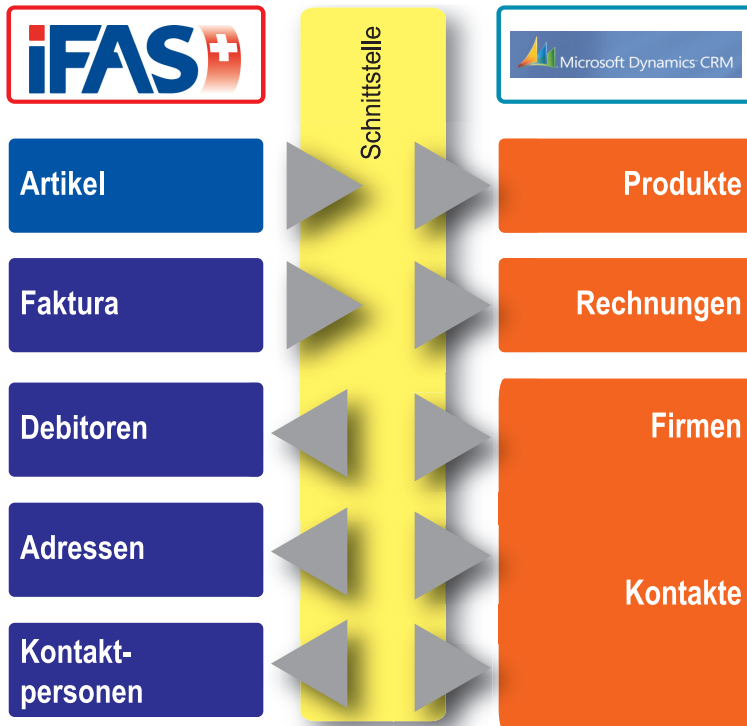 iFAS
Schnittstelle
Microsoft Dynamics CRM
Artikel
Produkte
Faktura
Rechnungen
Debitoren
Firmen
Adressen
Kontakte
Kontakt-
personen